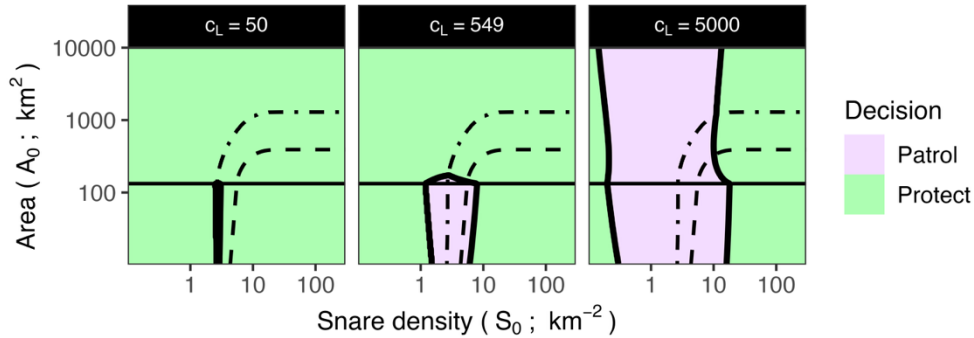 c_L = 50
c_L = 549
c_L = 5000
Area ( A_0 ; km^2 )
10000
1000
100
1 10 100
1 10 100
1 10 100
Snare density ( S_0 ; km^−2 )
Decision
Patrol
Protect